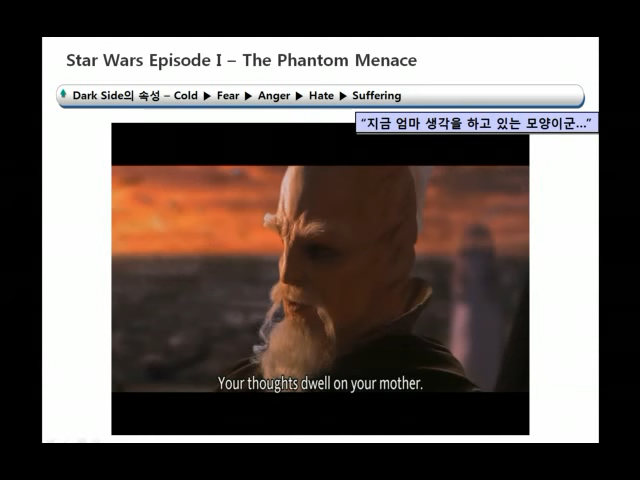 Star Wars Episode I – The Phantom Menace
Dark Side의 속성 – Cold ▶ Fear ▶ Anger ▶ Hate ▶ Suffering
“지금 엄마 생각을 하고 있는 모양이군...”
Your thoughts dwell on your mother.